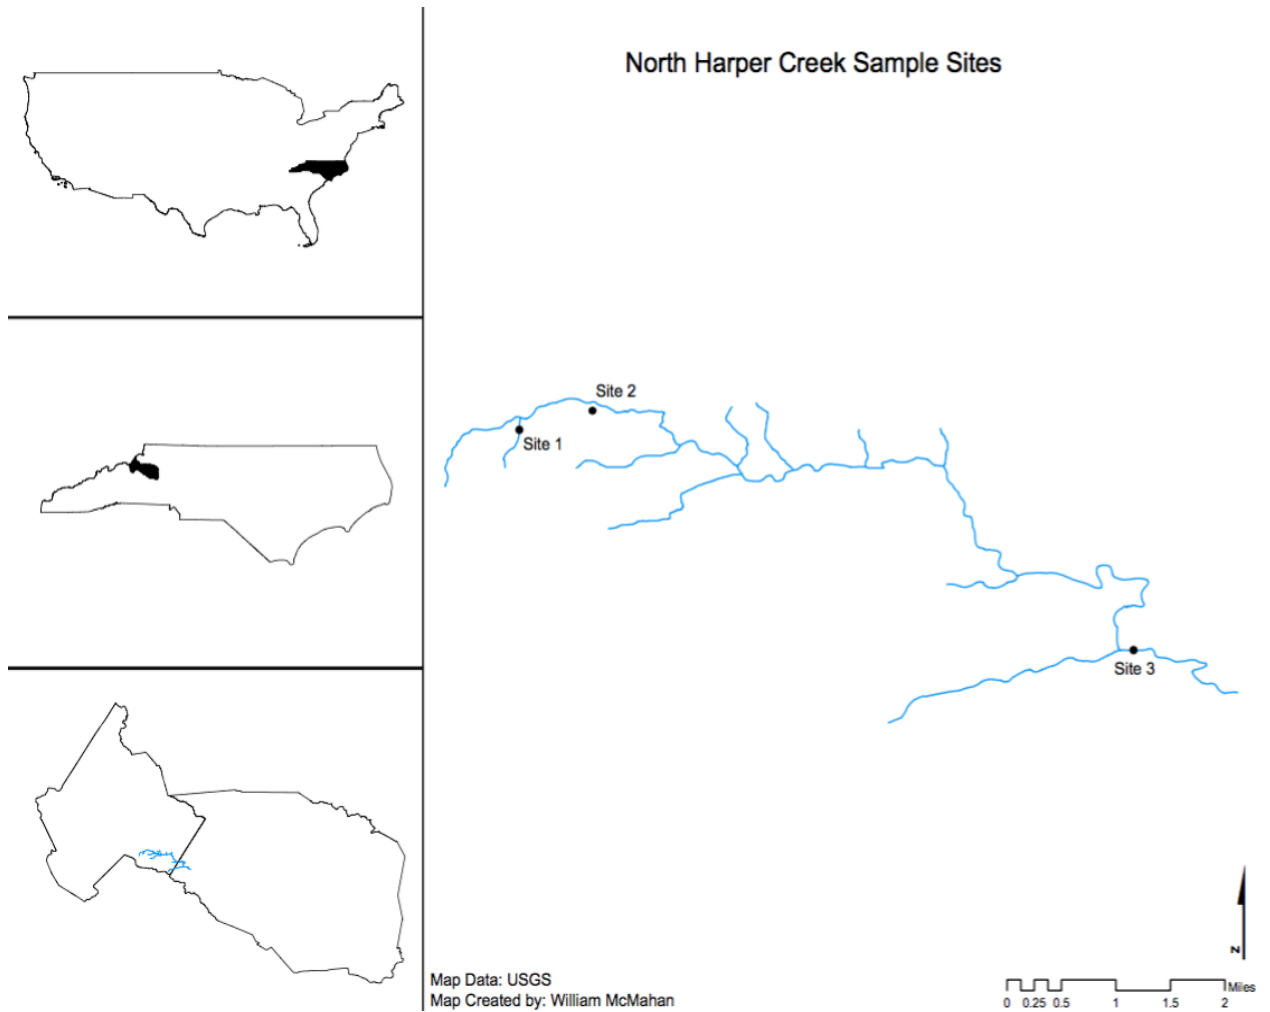 North Harper Creek Sample Sites
Site 2
Site 1
Site 3
N
Map Data: USGS
Map Created by: William McMahan
Miles
0 0.25 0.5 1 1.5 2